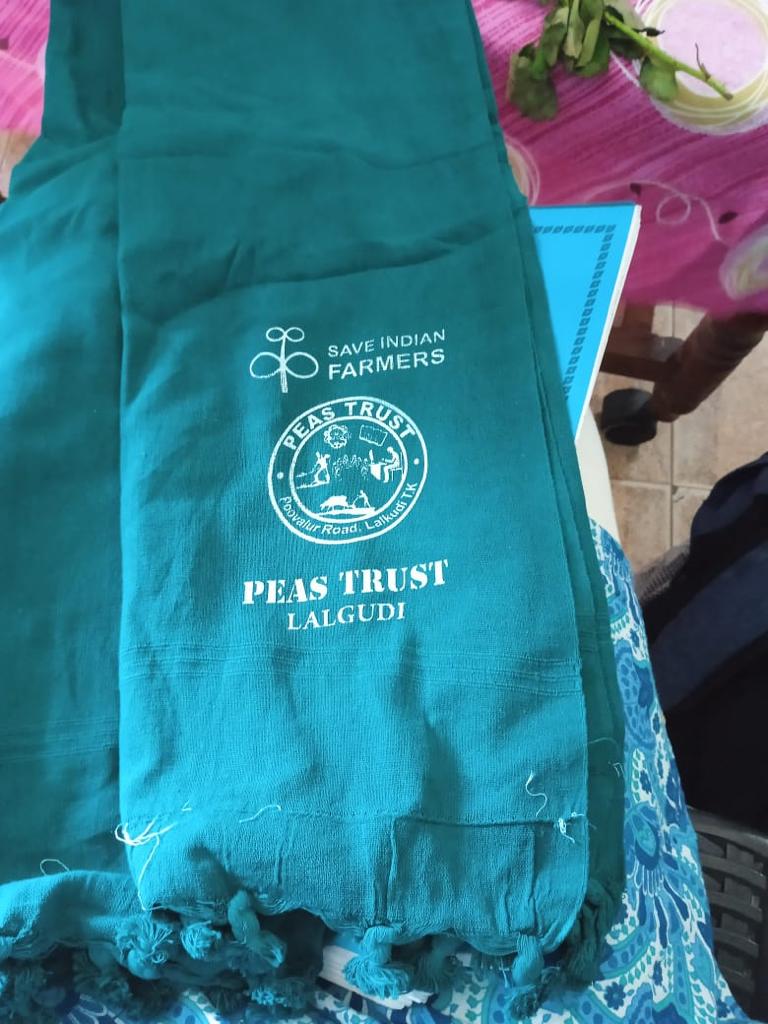 SAVE INDIAN
FARMERS
PEAS TRUST
Poovalur Road, Lalkudi T.K
PEAS TRUST
LALGUDI